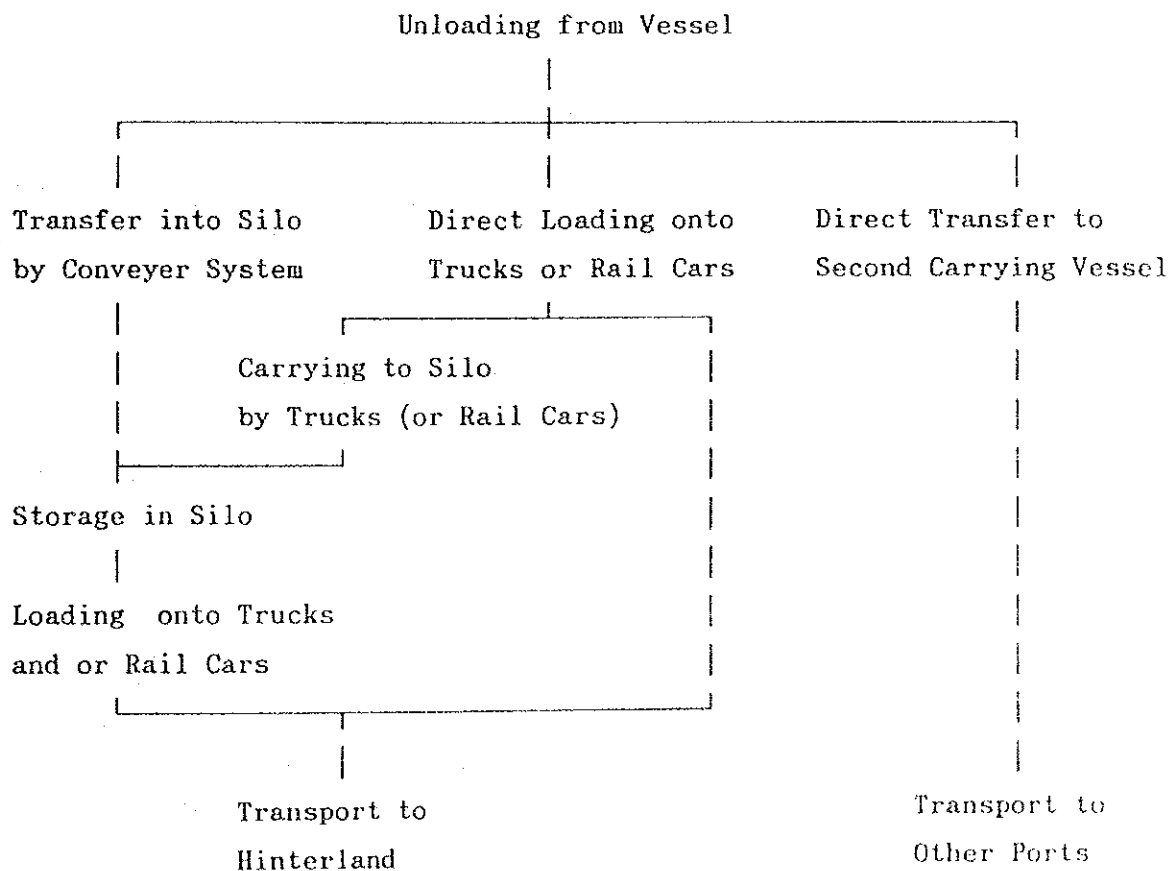 Unloading from Vessel
Transfer into Silo
by Conveyer System
Direct Loading onto
Trucks or Rail Cars
Direct Transfer to
Second Carrying Vessel
Carrying to Silo
by Trucks (or Rail Cars)
Storage in Silo
Loading onto Trucks
and or Rail Cars
Transport to
Hinterland
Transport to
Other Ports